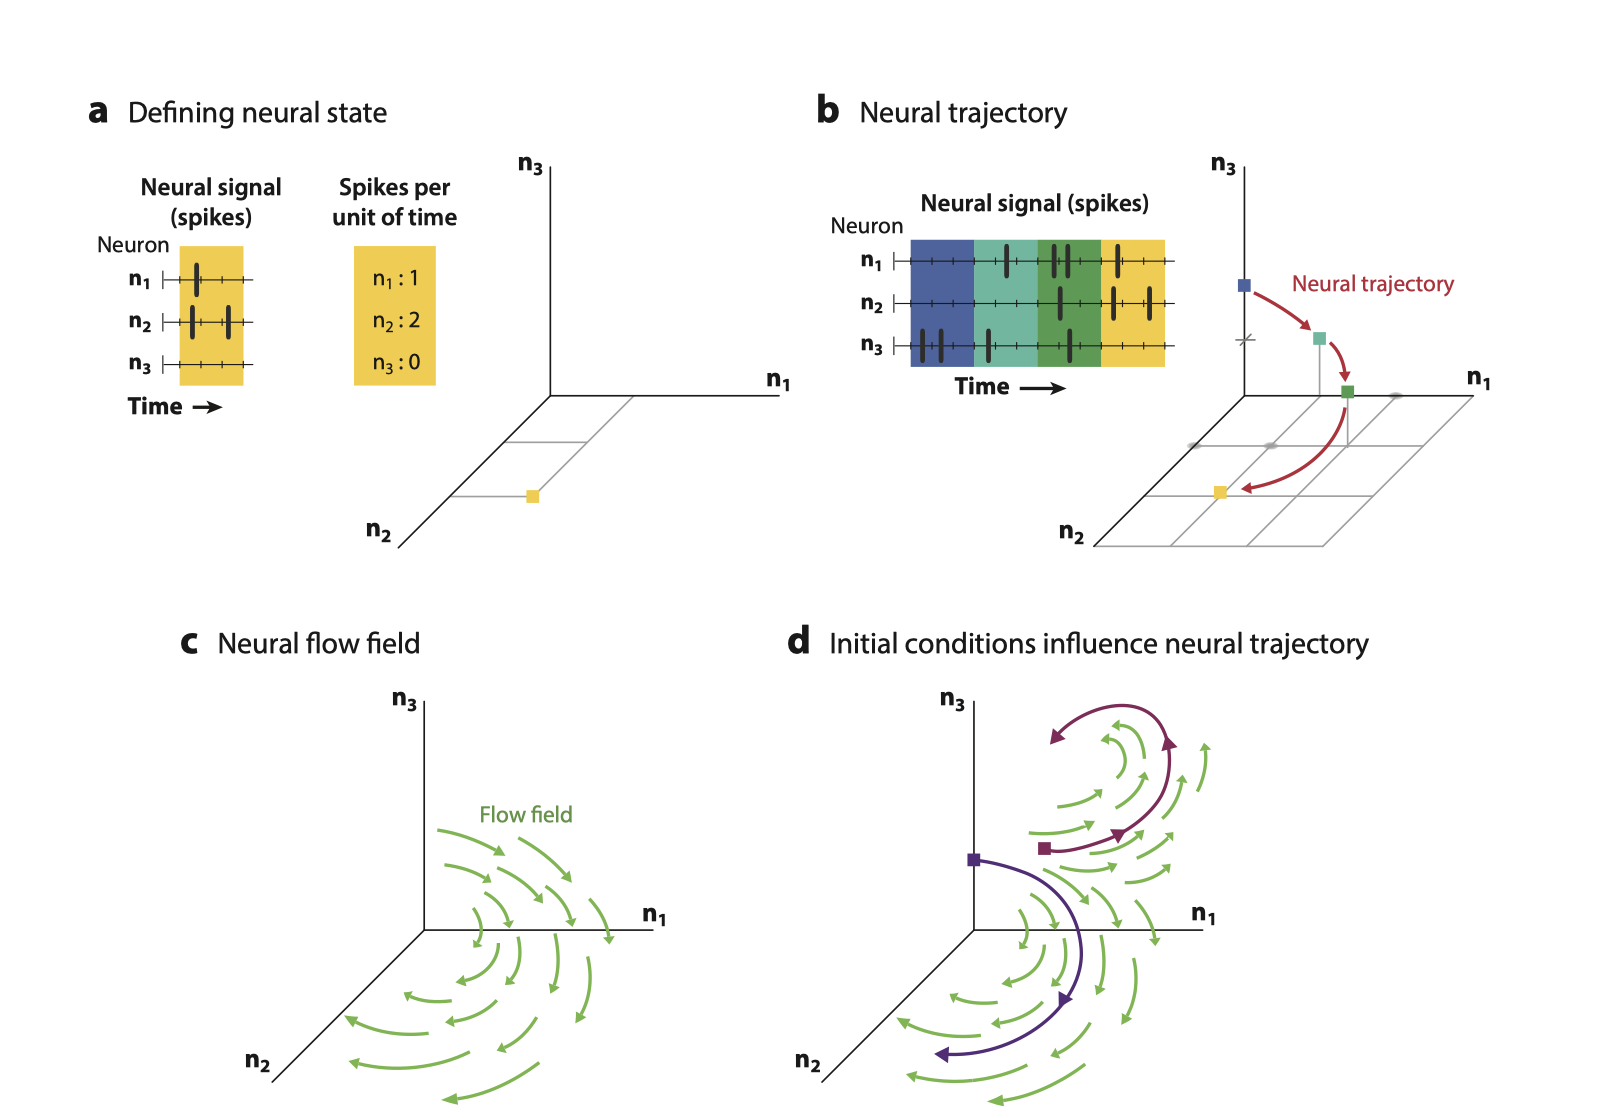 a Defining neural state
Neural signal
(spikes)
Spikes per
unit of time
Neuron
n1
n2
n3
n1 : 1
n2 : 2
n3 : 0
Time
n3
n1
n2
b Neural trajectory
Neural signal (spikes)
Neuron
n1
n2
n3
Time
n3
Neural trajectory
n1
n2
c Neural flow field
n3
Flow field
n1
n2
d Initial conditions influence neural trajectory
n3
n1
n2